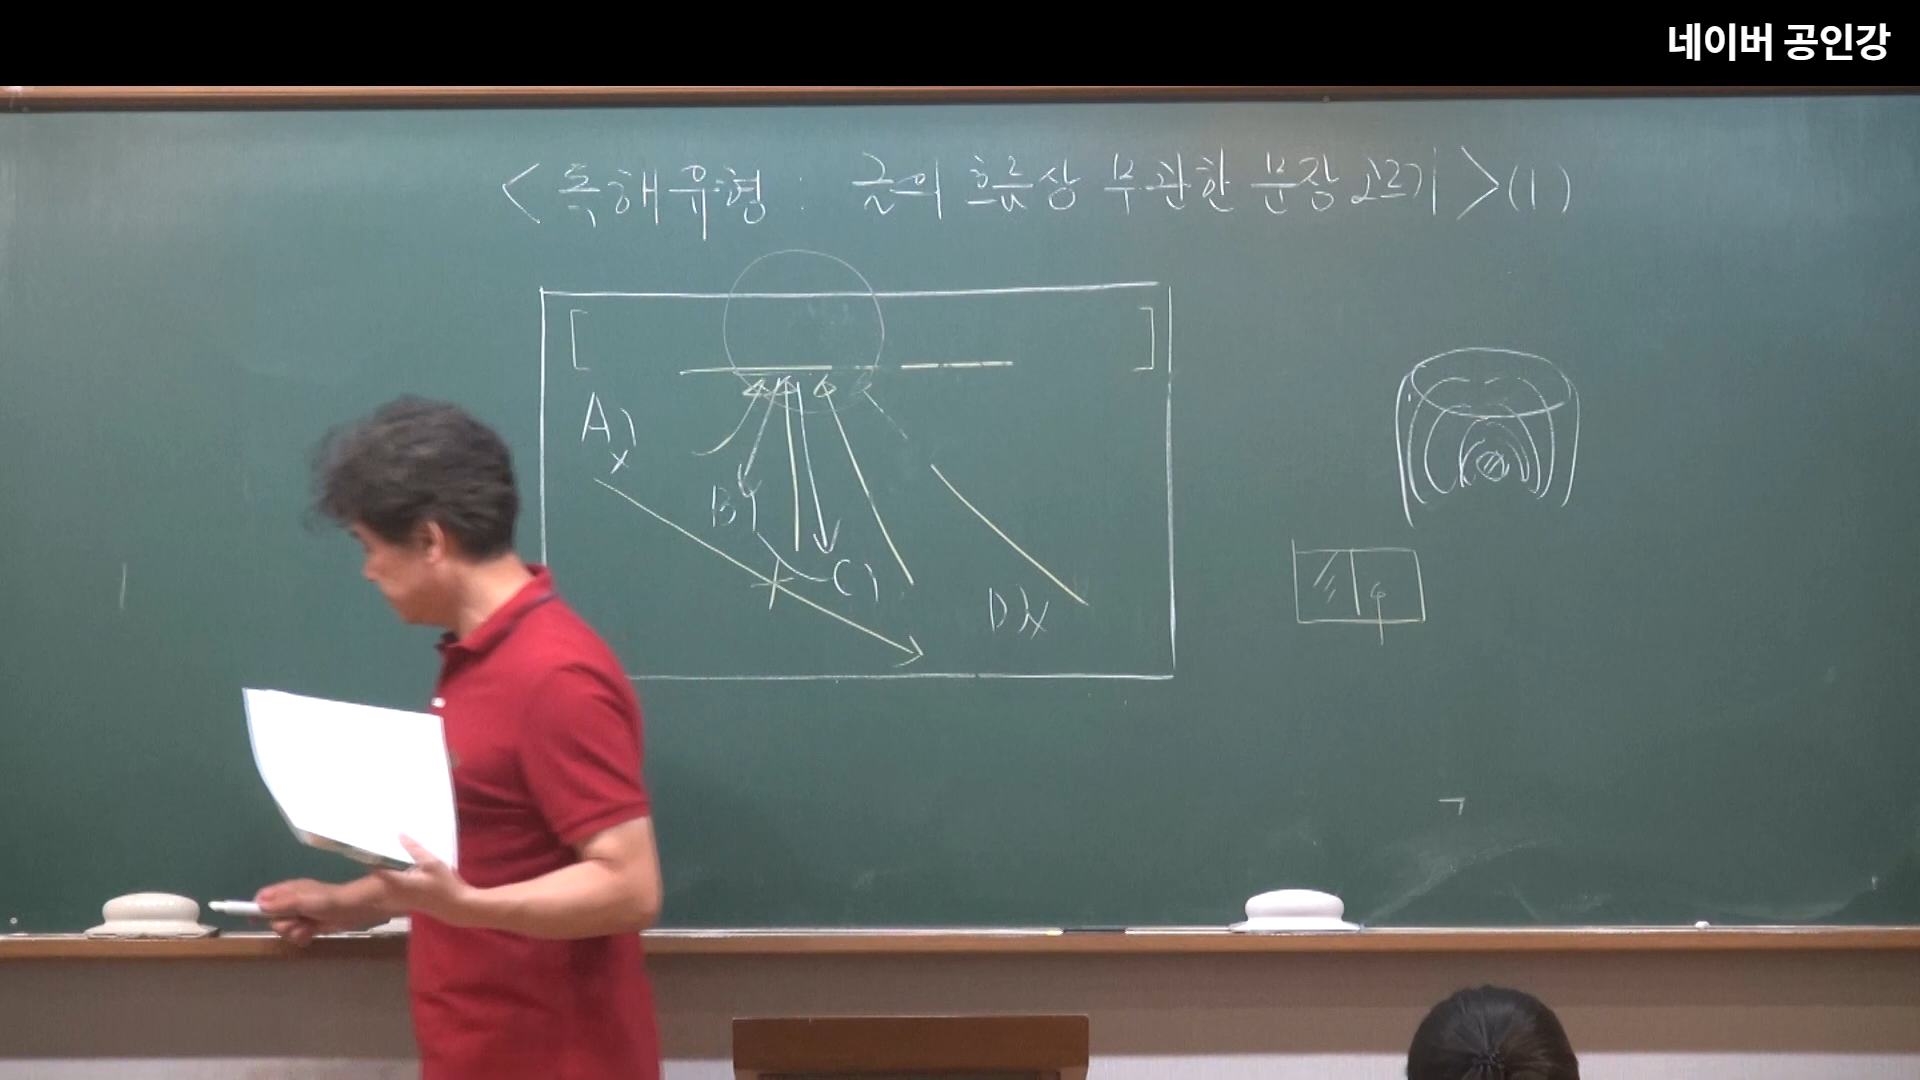 네이버 공인강
<독해유형 : 글의 흐름상 무관한 문장 고르기>(1)
A)
x
B)
C)
D)x